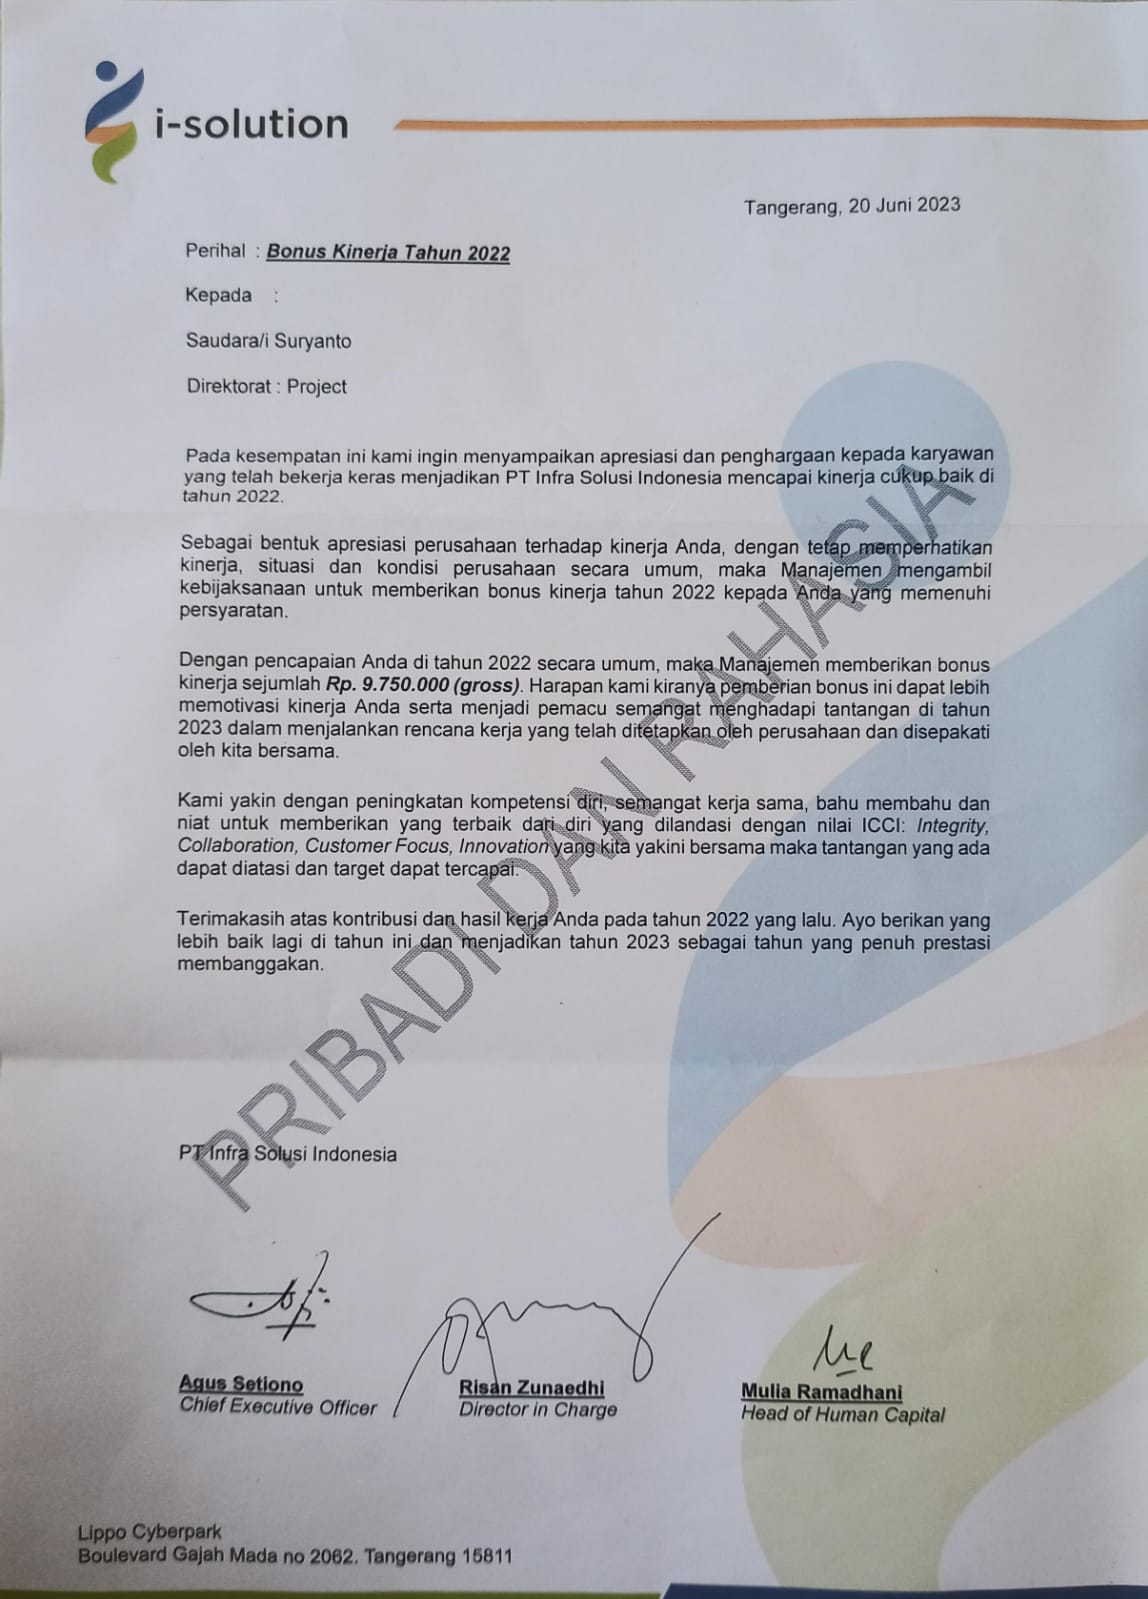 i-solution
Tangerang, 20 Juni 2023
Perihal : Bonus Kinerja Tahun 2022
Kepada :
Saudara/i Suryanto
Direktorat : Project
Pada kesempatan ini kami ingin menyampaikan apresiasi dan penghargaan kepada karyawan
yang telah bekerja keras menjadikan PT Infra Solusi Indonesia mencapai kinerja cukup baik di
tahun 2022.
Sebagai bentuk apresiasi perusahaan terhadap kinerja Anda, dengan tetap memperhatikan
kinerja, situasi dan kondisi perusahaan secara umum, maka Manajemen mengambil
kebijaksanaan untuk memberikan bonus kinerja tahun 2022 kepada Anda yang memenuhi
persyaratan.
Dengan pencapaian Anda di tahun 2022 secara umum, maka Manajemen memberikan bonus
kinerja sejumlah Rp. 9.750.000 (gross). Harapan kami kiranya pemberian bonus ini dapat lebih
memotivasi kinerja Anda serta menjadi pemacu semangat menghadapi tantangan di tahun
2023 dalam menjalankan rencana kerja yang telah ditetapkan oleh perusahaan dan disepakati
oleh kita bersama.
Kami yakin dengan peningkatan kompetensi diri, semangat kerja sama, bahu membahu dan
niat untuk memberikan yang terbaik dari diri yang dilandasi dengan nilai ICCI: Integrity,
Collaboration, Customer Focus, Innovation yang kita yakini bersama maka tantangan yang ada
dapat diatasi dan target dapat tercapai.
Terimakasih atas kontribusi dan hasil kerja Anda pada tahun 2022 yang lalu. Ayo berikan yang
lebih baik lagi di tahun ini dan menjadikan tahun 2023 sebagai tahun yang penuh prestasi
membanggakan.
PRIBADI DAN RAHASIA
PT Infra Solusi Indonesia
Agus Setiono
Chief Executive Officer
Risan Zunaedhi
Director in Charge
Mulia Ramadhani
Head of Human Capital
Lippo Cyberpark
Boulevard Gajah Mada no 2062. Tangerang 15811